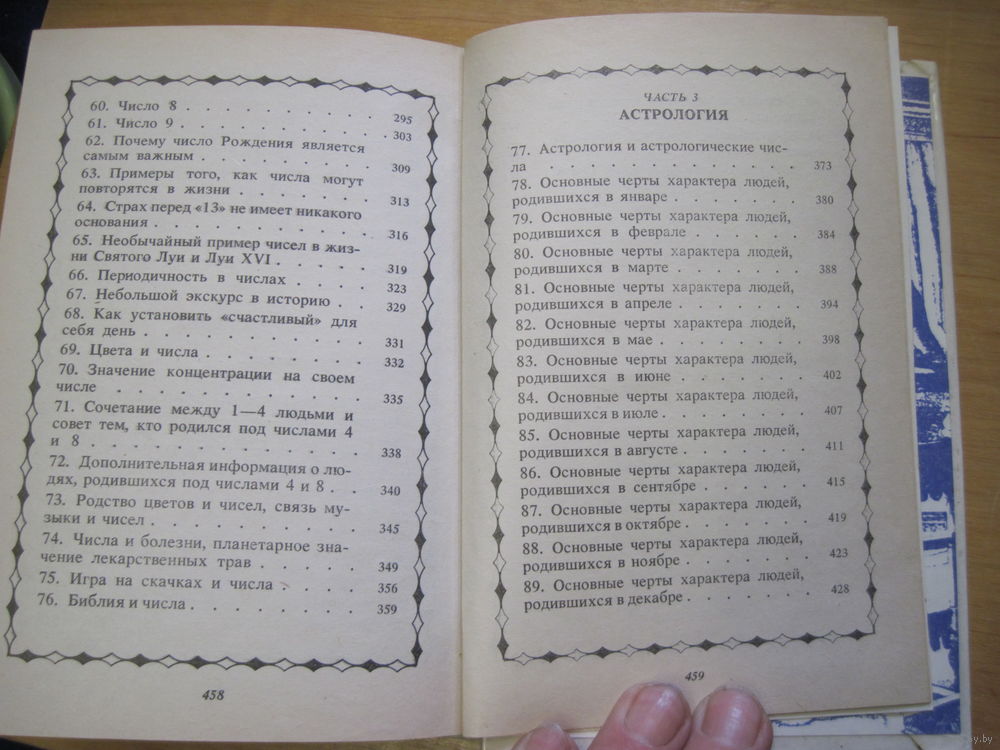 60. Число 8 . . . . . . . . . 295
61. Число 9 . . . . . . . . . 303
62. Почему число Рождения является
самым важным . . . . . . . . 309
63. Примеры того, как числа могут
повторятся в жизни . . . . . . 313
64. Страх перед «13» не имеет никакого
основания . . . . . . . . . 316
65. Необычайный пример чисел в жиз-
ни Святого Луи и Луи XVI . . . . 319
66. Периодичность в числах . . . . 323
67. Небольшой экскурс в историю . . 329
68. Как установить «счастливый» для
себя день . . . . . . . . . 331
69. Цвета и числа . . . . . . . 332
70. Значение концентрации на своем
числе . . . . . . . . . . 335
71. Сочетание между 1—4 людьми и
совет тем, кто родился под числами 4
и 8 . . . . . . . . . . . 338
72. Дополнительная информация о лю-
дях, родившихся под числами 4 и 8 . . 340
73. Родство цветов и чисел, связь му-
зыки и чисел . . . . . . . . 345
74. Числа и болезни, планетарное зна-
чение лекарственных трав . . . . . 349
75. Игра на скачках и числа . . . . 356
76. Библия и числа . . . . . . . 359
458
ЧАСТЬ 3
АСТРОЛОГИЯ
77. Астрология и астрологические чис-
ла . . . . . . . . . . . 373
78. Основные черты характера людей,
родившихся в январе . . . . . . 380
79. Основные черты характера людей,
родившихся в феврале . . . . . . 384
80. Основные черты характера людей,
родившихся в марте . . . . . . 388
81. Основные черты характера людей,
родившихся в апреле . . . . . . 394
82. Основные черты характера людей,
родившихся в мае . . . . . . . 398
83. Основные черты характера людей,
родившихся в июне . . . . . . 402
84. Основные черты характера людей,
родившихся в июле . . . . . . . 407
85. Основные черты характера людей,
родившихся в августе . . . . . . 411
86. Основные черты характера людей,
родившихся в сентябре . . . . . 415
87. Основные черты характера людей,
родившихся в октябре . . . . . . 419
88. Основные черты характера людей,
родившихся в ноябре . . . . . . 423
89. Основные черты характера людей,
родившихся в декабре . . . . . . 428
459